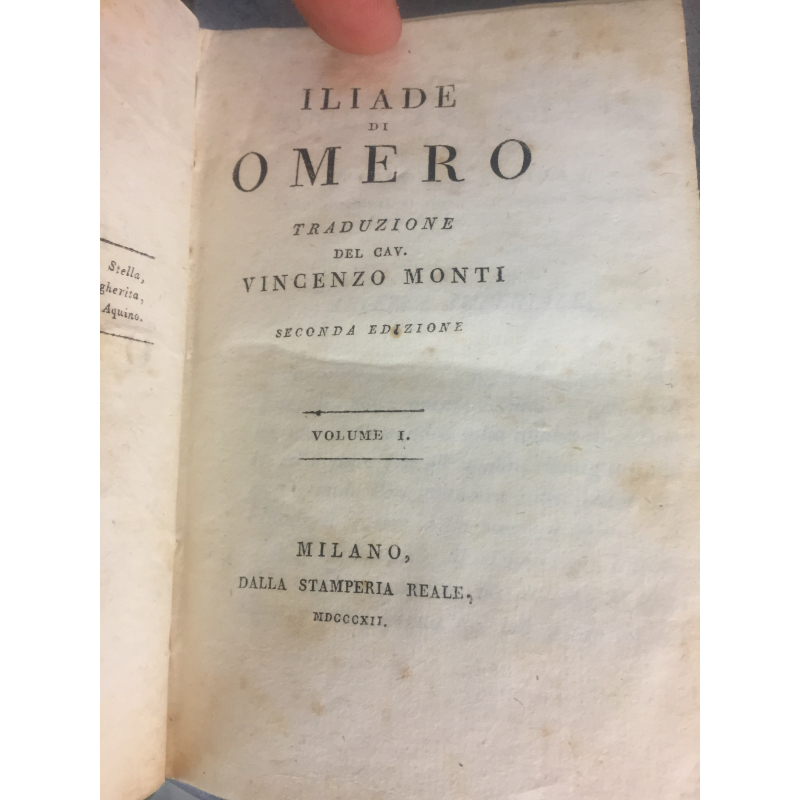 Stella,
gherita,
Aquino.
ILIADE
DI
OMERO
TRADUZIONE
DEL CAV.
VINCENZO MONTI
SECONDA EDIZIONE
VOLUME I.
MILANO,
DALLA STAMPERIA REALE,
MDCCCXII.